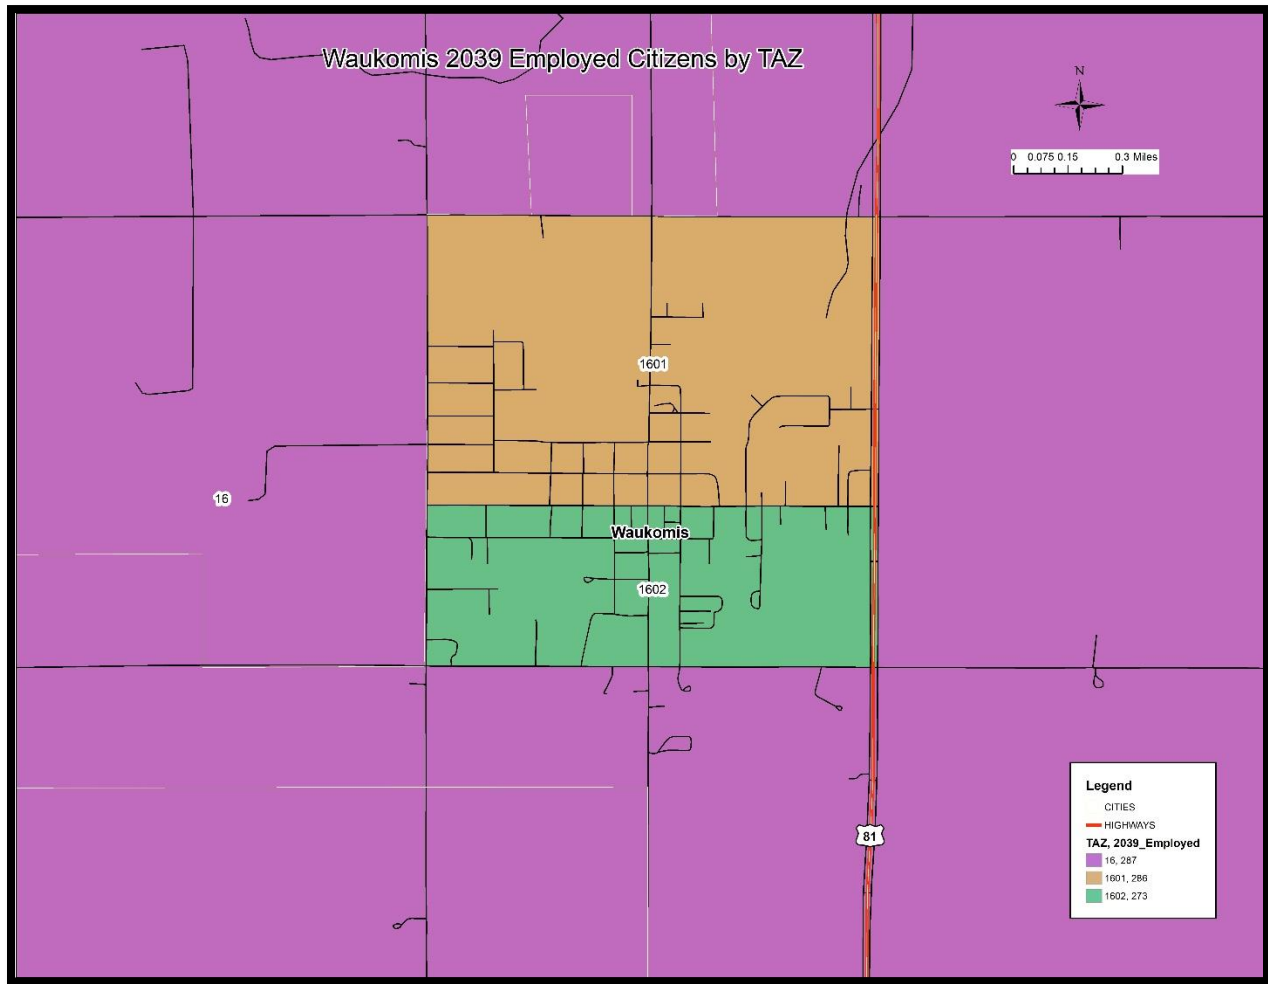 Waukomis 2039 Employed Citizens by TAZ
N
0 0.075 0.15 0.3 Miles
1601
16
Waukomis
1602
81
Legend
CITIES
HIGHWAYS
TAZ, 2039_Employed
16, 287
1601, 286
1602, 273